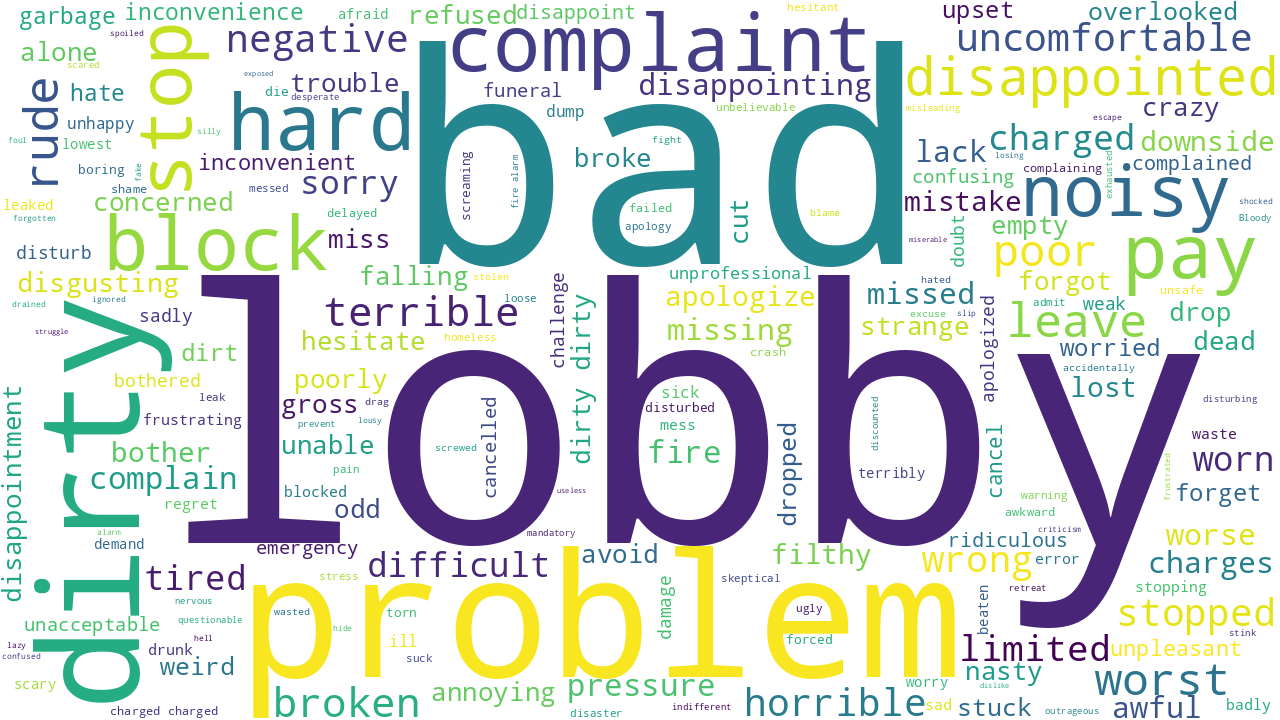 garbage
inconvenience
afraid
refused
disappoint
hesitant
upset
overlooked
spoiled
alone
stop
negative
complaint
uncomfortable
scared
exposed
trouble
bad
disappointing
disappointed
rude
hate
die
desperate
hard
funeral
dump
unbelievable
misleading
crazy
unhappy
silly
escape
foul
lowest
fight
charged
downside
boring
fake
inconvenient
screaming
fire alarm
broke
lack
losing
complaining
exhausted
complained
shame
messed
sorry
confusing
noisy
leaked
forgotten
concerned
delayed
failed
cut
blame
mistake
shocked
Bloody
block
miss
apology
miserable
doubt
empty
disturb
poor
pay
disgusting
falling
stolen
unprofessional
hated
forgot
unsafe
drained
ignored
terrible
loose
challenge
dirty dirty
apologize
missed
excuse
slip
apologized
admit
weak
drop
struggle
sadly
hesitate
homeless
missing
strange
leave
dead
dirty
dirt
crash
worried
accidentally
bothered
poorly
lobby
sick
lost
disappointment
leak
drag
gross
disturbed
discounted
disturbing
frustrating
prevent
lousy
cancelled
mess
dropped
cancel
waste
bother
unable
screwed
fire
worn
complain
pain
terribly
frustrated
regret
blocked
useless
warning
forget
odd
awkward
alarm
demand
mandatory
criticism
emergency
difficult
avoid
filthy
ridiculous
worse
problem
wrong
error
charges
tired
stress
skeptical
damage
retreat
stopping
nervous
wasted
torn
ugly
beaten
stopped
unacceptable
questionable
hide
ill
forced
stink
lazy
hell
confused
drunk
suck
limited
unpleasant
weird
scary
annoying
pressure
worry
dislike
nasty
worst
charged charged
broken
disaster
indifferent
horrible
sad
stuck
outrageous
awful
badly